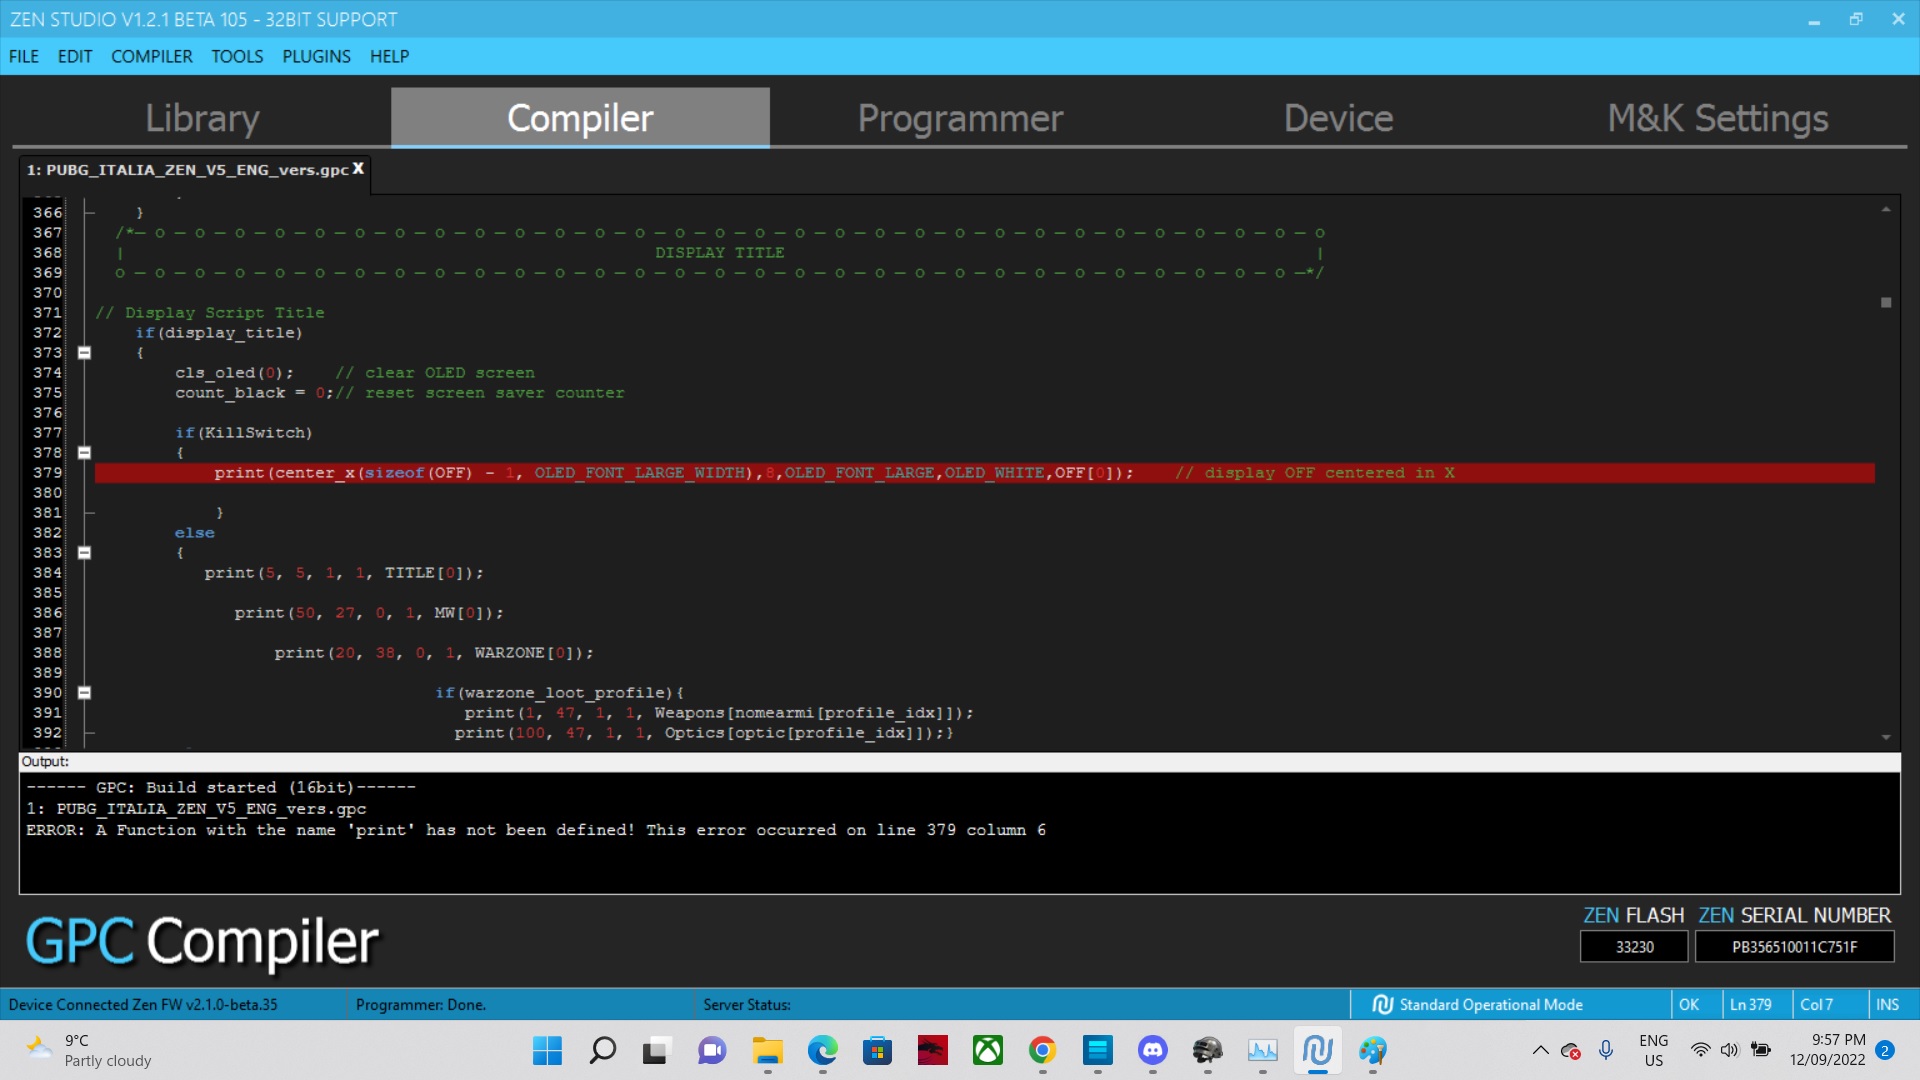 ZEN STUDIO V1.2.1 BETA 105 - 32BIT SUPPORT
FILE EDIT COMPILER TOOLS PLUGINS HELP
Library Compiler Programmer Device M&K Settings
1: PUBG_ITALIA_ZEN_V5_ENG_vers.gpc X
366 }
367 /*— o — o — o — o — o — o — o — o — o — o — o — o — o — o — o — o — o — o — o — o — o — o — o — o — o — o — o — o — o — o
368 | DISPLAY TITLE |
369 o — o — o — o — o — o — o — o — o — o — o — o — o — o — o — o — o — o — o — o — o — o — o — o — o — o — o — o — o — o —*/
370
371 // Display Script Title
372 if(display_title)
373 {
374 cls_oled(0); // clear OLED screen
375 count_black = 0;// reset screen saver counter
376
377 if(KillSwitch)
378 {
379 print(center_x(sizeof(OFF) - 1, OLED_FONT_LARGE_WIDTH),8,OLED_FONT_LARGE,OLED_WHITE,OFF[0]); // display OFF centered in X
380
381 }
382 else
383 {
384 print(5, 5, 1, 1, TITLE[0]);
385
386 print(50, 27, 0, 1, MW[0]);
387
388 print(20, 38, 0, 1, WARZONE[0]);
389
390 if(warzone_loot_profile){
391 print(1, 47, 1, 1, Weapons[nomearmi[profile_idx]]);
392 print(100, 47, 1, 1, Optics[optic[profile_idx]]);}
Output:
------ GPC: Build started (16bit)------
1: PUBG_ITALIA_ZEN_V5_ENG_vers.gpc
ERROR: A Function with the name 'print' has not been defined! This error occurred on line 379 column 6
GPC Compiler
ZEN FLASH ZEN SERIAL NUMBER
33230 PB356510011C751F
Device Connected Zen FW v2.1.0-beta.35 Programmer: Done. Server Status: Standard Operational Mode OK Ln 379 Col 7 INS
9°C
Partly cloudy
ENG
US
9:57 PM
12/09/2022
2